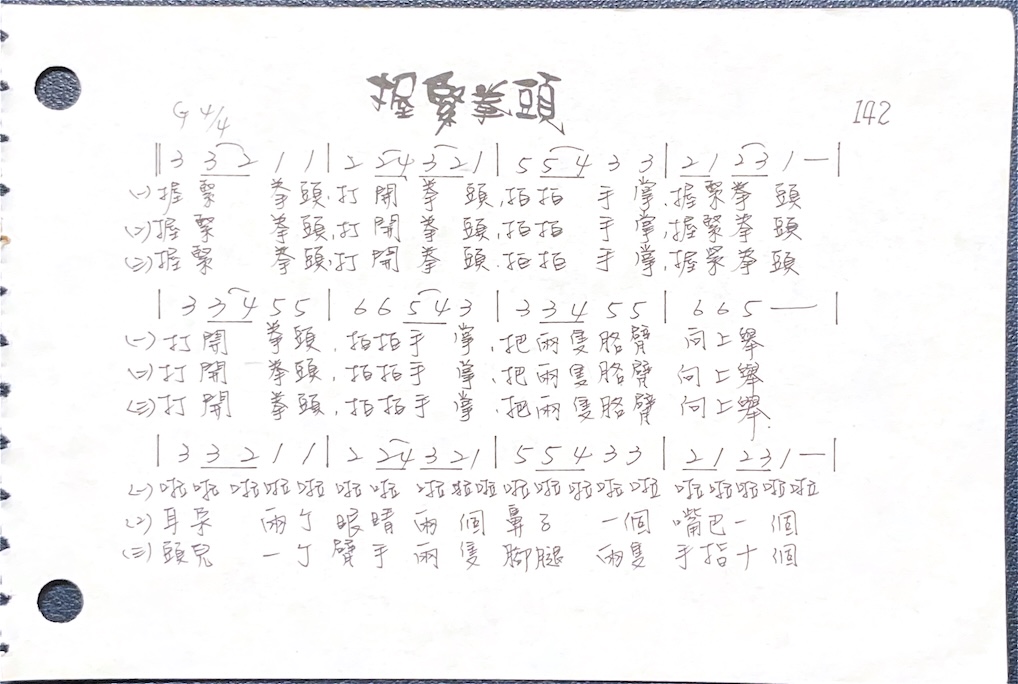 握緊拳頭
G 4/4 142
‖3 3 2 1 1|2 2 4 3 2 1|5 5 4 3 3|2 1 2 3 1 —|
(一)握緊 拳頭,打開拳頭,拍拍手掌,握緊拳頭
(二)握緊 拳頭,打開拳頭,拍拍手掌,握緊拳頭
(三)握緊 拳頭,打開拳頭,拍拍手掌,握緊拳頭
|3 3 4 5 5|6 6 5 4 3|3 3 4 5 5|6 6 5 —|
(一)打開 拳頭,拍拍手掌,把兩隻胳臂 向上舉
(二)打開 拳頭,拍拍手掌,把兩隻胳臂 向上舉
(三)打開 拳頭,拍拍手掌,把兩隻胳臂 向上舉.
|3 3 2 1 1|2 2 4 3 2 1|5 5 4 3 3|2 1 2 3 1 —|
(一)啦啦 啦啦啦 啦啦 啦啦啦 啦啦啦啦啦 啦啦啦啦啦
(二)耳朵 兩个 眼睛 兩個 鼻子 一個 嘴巴一個
(三)頭兒 一个 臂手 兩隻 腳腿 兩隻 手指十個